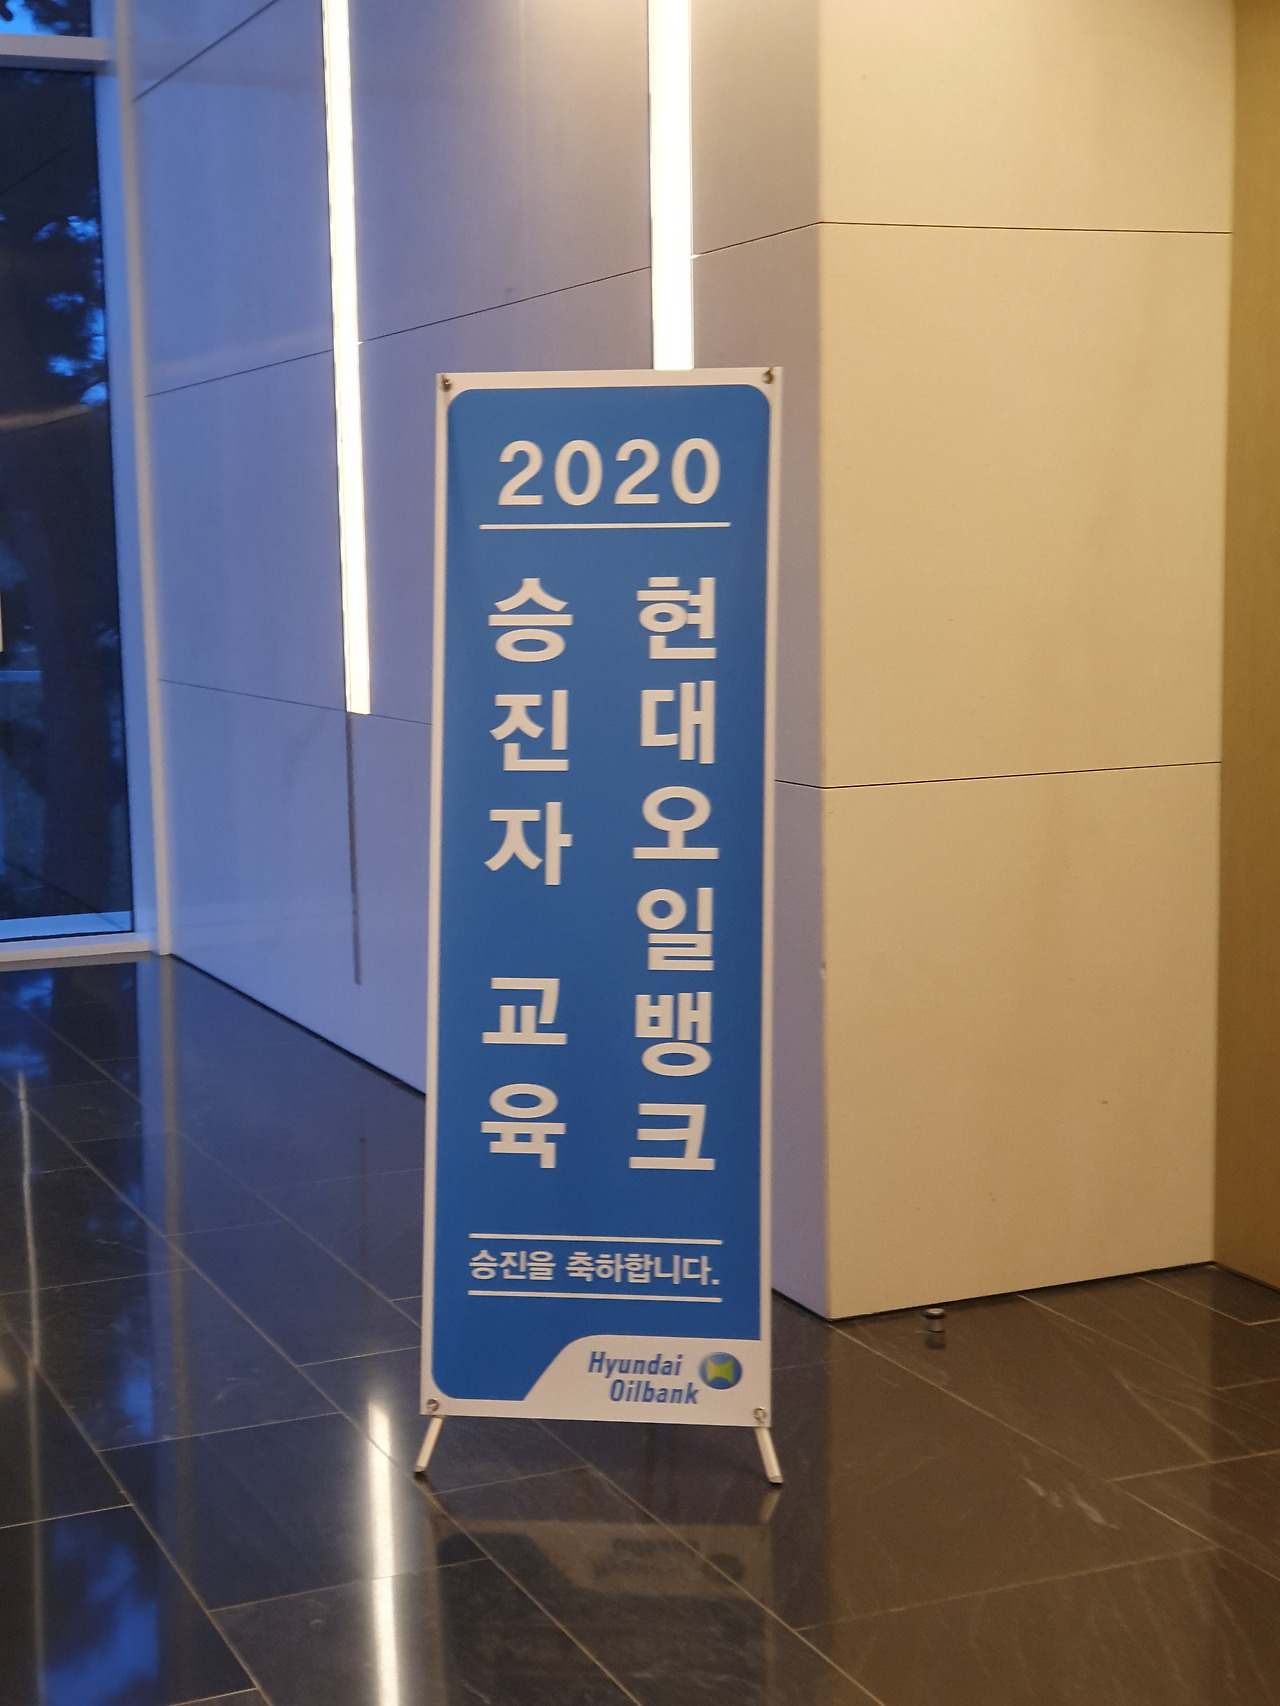 2020
현대오일뱅크
승진자 교육
승진을 축하합니다.
Hyundai
Oilbank